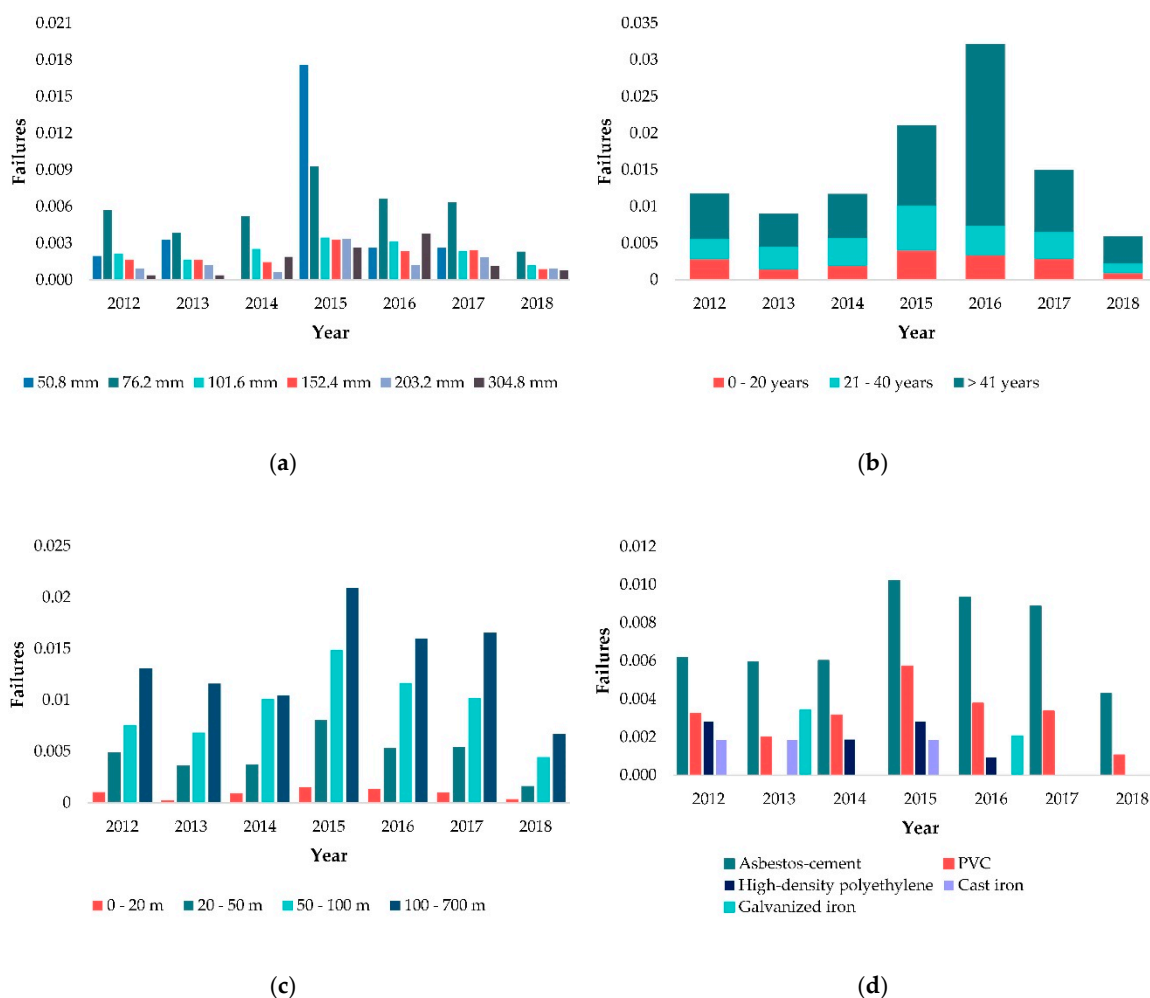 0.021
0.018
0.015
0.012
0.009
0.006
0.003
0.000
Failures
2012 2013 2014 2015 2016 2017 2018
Year
50.8 mm 76.2 mm 101.6 mm 152.4 mm 203.2 mm 304.8 mm
(a)
0.035
0.03
0.025
0.02
0.015
0.01
0.005
0
Failures
2012 2013 2014 2015 2016 2017 2018
Year
0 - 20 years 21 - 40 years > 41 years
(b)
0.025
0.02
0.015
0.01
0.005
0
Failures
2012 2013 2014 2015 2016 2017 2018
Year
0 - 20 m 20 - 50 m 50 - 100 m 100 - 700 m
(c)
0.012
0.010
0.008
0.006
0.004
0.002
0.000
Failures
2012 2013 2014 2015 2016 2017 2018
Year
Asbestos-cement PVC
High-density polyethylene Cast iron
Galvanized iron
(d)